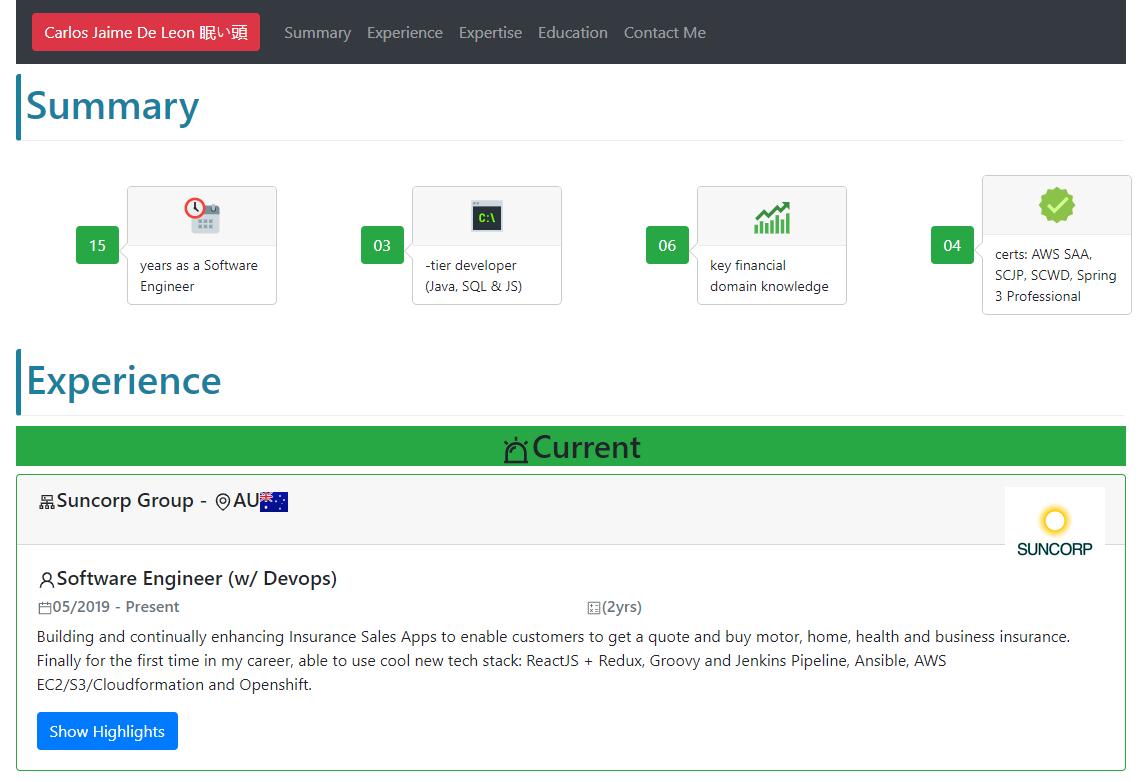 Carlos Jaime De Leon 眠い頭 Summary Experience Expertise Education Contact Me
Summary
15
years as a Software
Engineer
03
C:\
-tier developer
(Java, SQL & JS)
06
key financial
domain knowledge
04
certs: AWS SAA,
SCJP, SCWD, Spring
3 Professional
Experience
Current
Suncorp Group - AU
SUNCORP
Software Engineer (w/ Devops)
05/2019 - Present (2yrs)
Building and continually enhancing Insurance Sales Apps to enable customers to get a quote and buy motor, home, health and business insurance.
Finally for the first time in my career, able to use cool new tech stack: ReactJS + Redux, Groovy and Jenkins Pipeline, Ansible, AWS
EC2/S3/Cloudformation and Openshift.
Show Highlights